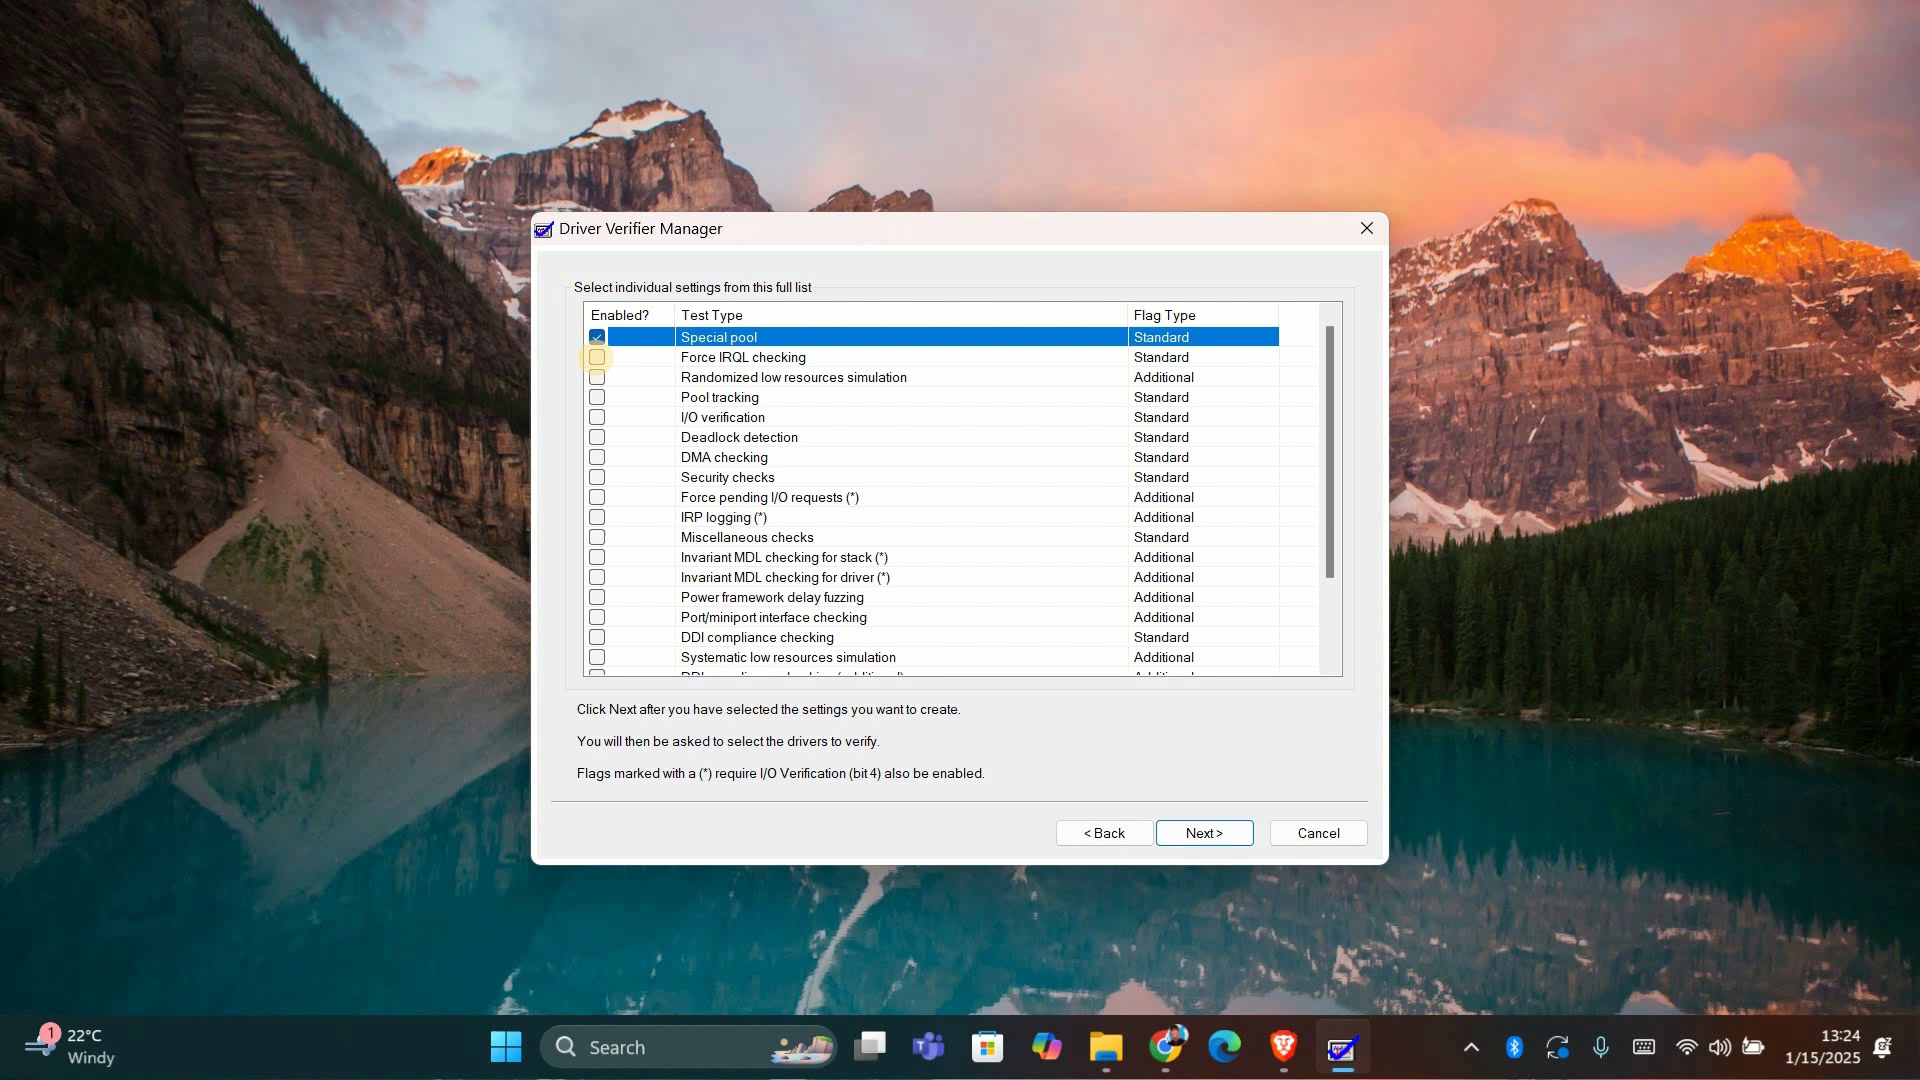 Driver Verifier Manager
Select individual settings from this full list
Enabled? Test Type Flag Type
Special pool Standard
Force IRQL checking Standard
Randomized low resources simulation Additional
Pool tracking Standard
I/O verification Standard
Deadlock detection Standard
DMA checking Standard
Security checks Standard
Force pending I/O requests (*) Additional
IRP logging (*) Additional
Miscellaneous checks Standard
Invariant MDL checking for stack (*) Additional
Invariant MDL checking for driver (*) Additional
Power framework delay fuzzing Additional
Port/miniport interface checking Additional
DDI compliance checking Standard
Systematic low resources simulation Additional
Click Next after you have selected the settings you want to create.
You will then be asked to select the drivers to verify.
Flags marked with a (*) require I/O Verification (bit 4) also be enabled.
< Back Next > Cancel
1 22°C
Windy
Search
13:24
1/15/2025